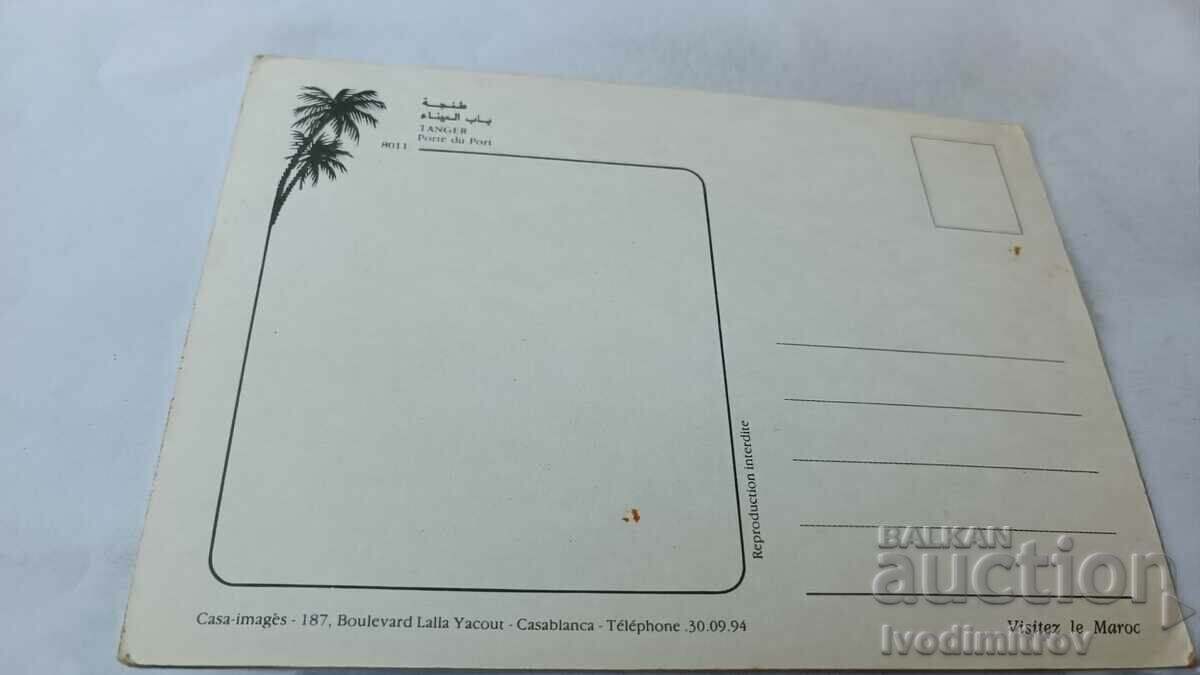 طنجة
باب الميناء
TANGER
Porte du Port
8011
Reproduction interdite
Casa-images - 187, Boulevard Lalla Yacout - Casablanca - Téléphone .30.09.94
Visitez le Maroc
BALKAN
auction
Ivodimitrov